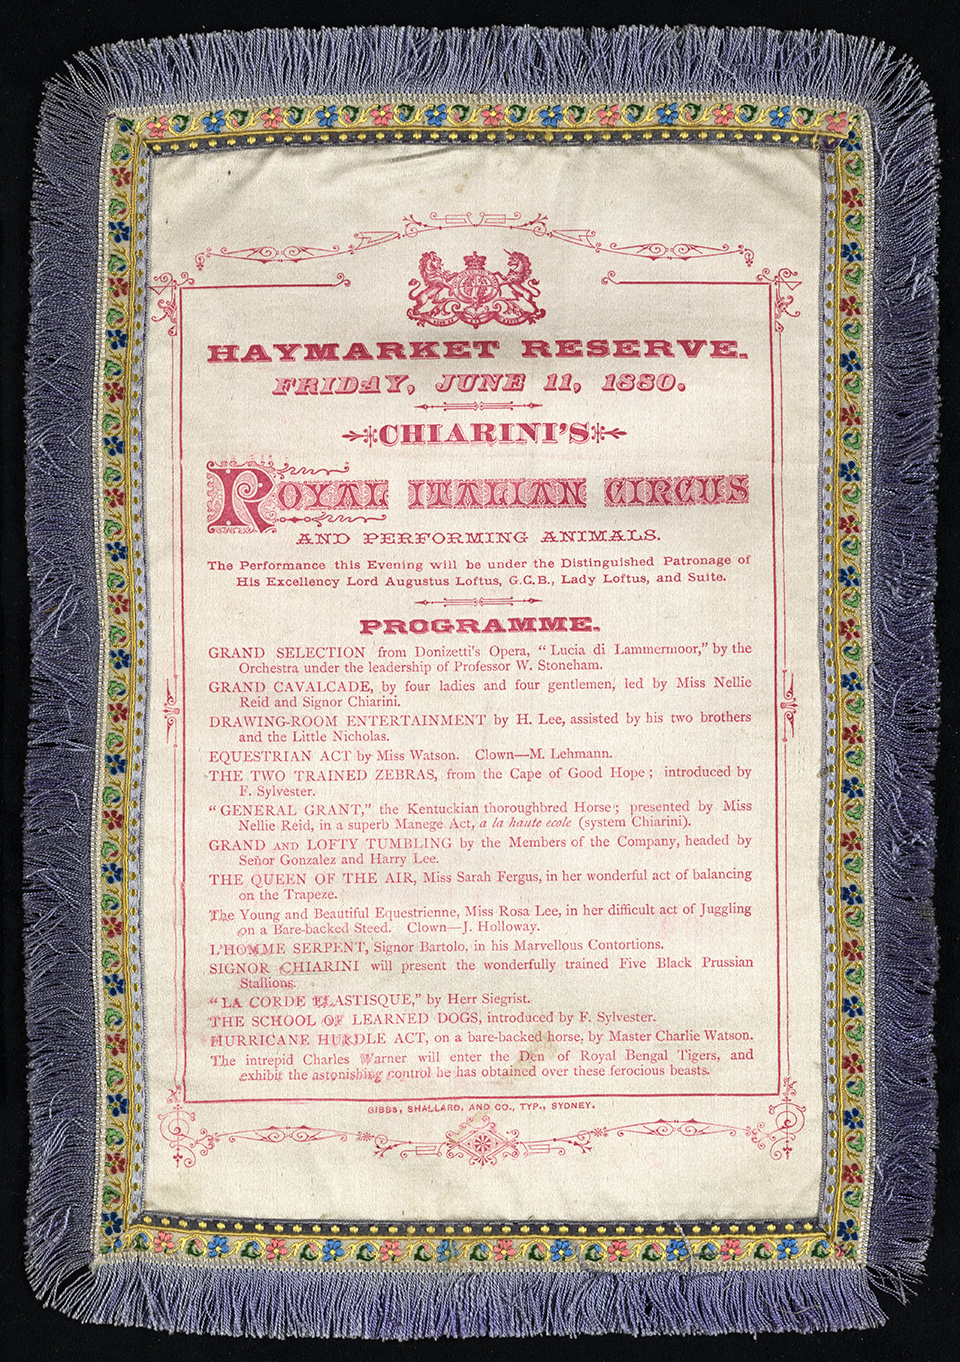 HAYMARKET RESERVE.
FRIDAY, JUNE 11, 1880.
CHIARINI'S
ROYAL ITALIAN CIRCUS
AND PERFORMING ANIMALS.
The Performance this Evening will be under the Distinguished Patronage of
His Excellency Lord Augustus Loftus, G.C.B., Lady Loftus, and Suite.
PROGRAMME.
GRAND SELECTION from Donizetti's Opera, "Lucia di Lammermoor," by the
Orchestra under the leadership of Professor W. Stoneham.
GRAND CAVALCADE, by four ladies and four gentlemen, led by Miss Nellie
Reid and Signor Chiarini.
DRAWING-ROOM ENTERTAINMENT by H. Lee, assisted by his two brothers
and the Little Nicholas.
EQUESTRIAN ACT by Miss Watson. Clown—M. Lehmann.
THE TWO TRAINED ZEBRAS, from the Cape of Good Hope; introduced by
F. Sylvester.
"GENERAL GRANT," the Kentuckian thoroughbred Horse; presented by Miss
Nellie Reid, in a superb Manege Act, a la haute ecole (system Chiarini).
GRAND AND LOFTY TUMBLING by the Members of the Company, headed by
Señor Gonzalez and Harry Lee.
THE QUEEN OF THE AIR, Miss Sarah Fergus, in her wonderful act of balancing
on the Trapeze.
The Young and Beautiful Equestrienne, Miss Rosa Lee, in her difficult act of Juggling
on a Bare-backed Steed. Clown—J. Holloway.
L'HOMME SERPENT, Signor Bartolo, in his Marvellous Contortions.
SIGNOR CHIARINI will present the wonderfully trained Five Black Prussian
Stallions.
"LA CORDE ELASTISQUE," by Herr Siegrist.
THE SCHOOL OF LEARNED DOGS, introduced by F. Sylvester.
HURRICANE HURDLE ACT, on a bare-backed horse, by Master Charlie Watson.
The intrepid Charles Warner will enter the Den of Royal Bengal Tigers, and
exhibit the astonishing control he has obtained over these ferocious beasts.
GIBBS, SHALLARD, AND CO., TYP., SYDNEY.